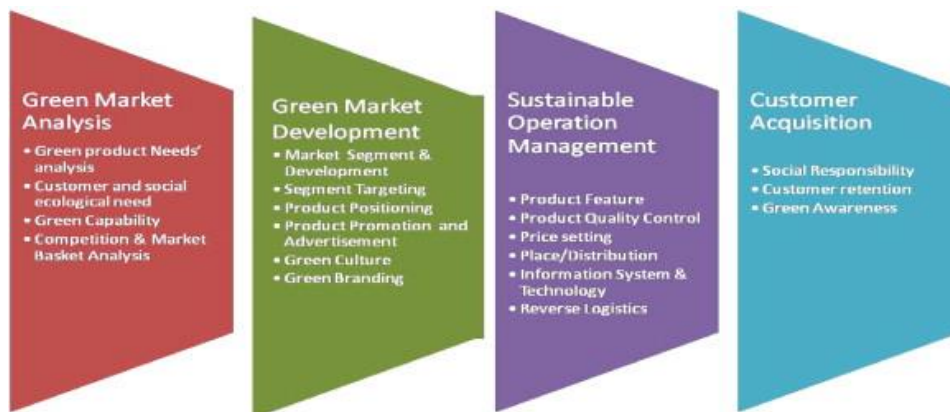 Green Market
Analysis
• Green product Needs'
analysis
• Customer and social
ecological need
• Green Capability
• Competition & Market
Basket Analysis
Green Market
Development
• Market Segment &
Development
• Segment Targeting
• Product Positioning
• Product Promotion and
Advertisement
• Green Culture
• Green Branding
Sustainable
Operation
Management
• Product Feature
• Product Quality Control
• Price setting
• Place/Distribution
• Information System &
Technology
• Reverse Logistics
Customer
Acquisition
• Social Responsibility
• Customer retention
• Green Awareness